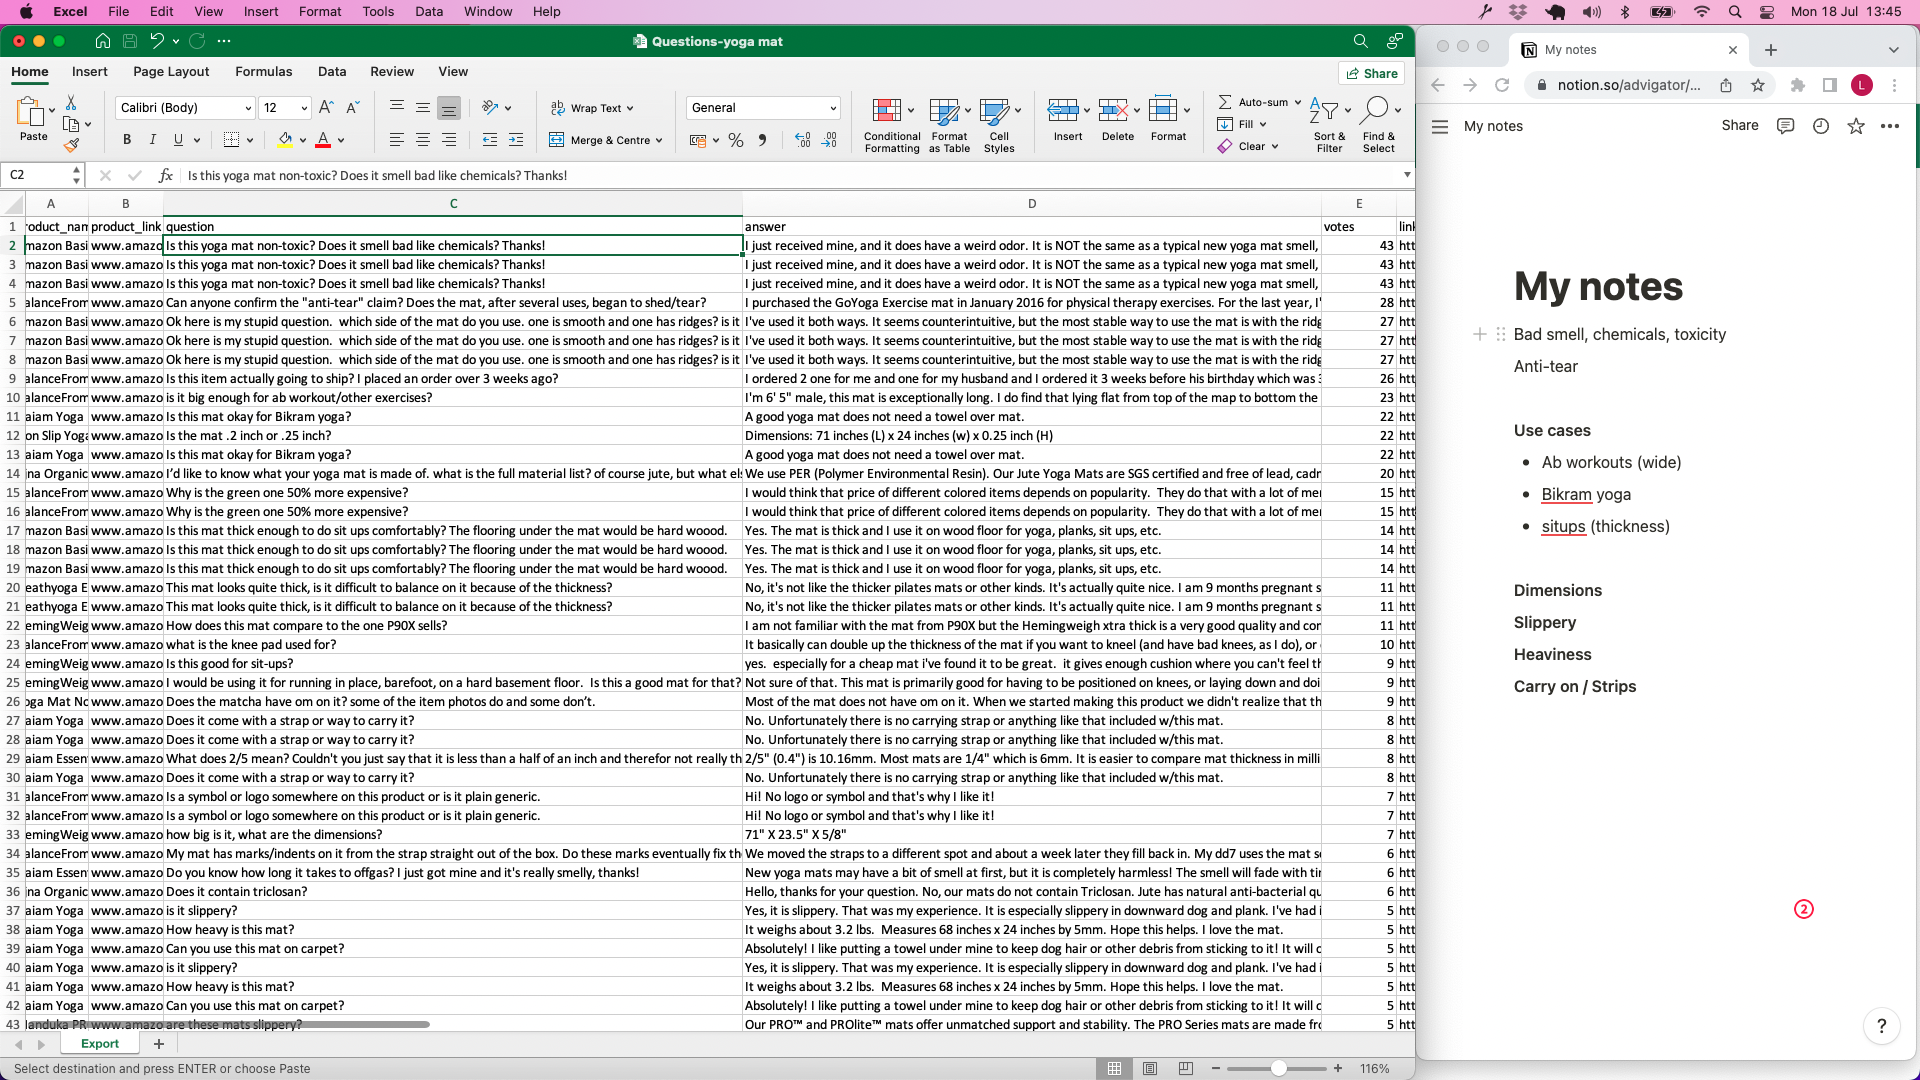 Excel File Edit View Insert Format Tools Data Window Help Mon 18 Jul 13:45
Questions-yoga mat
Home Insert Page Layout Formulas Data Review View Share
Paste Calibri (Body) 12 Wrap Text General Auto-sum
B I U Merge & Centre Conditional Formatting Format as Table Cell Styles Insert Delete Format Fill Clear Sort & Filter Find & Select
C2 fx Is this yoga mat non-toxic? Does it smell bad like chemicals? Thanks!
A B C D E
1 product_link question answer votes
2 www.amazo Is this yoga mat non-toxic? Does it smell bad like chemicals? Thanks! I just received mine, and it does have a weird odor. It is NOT the same as a typical new yoga mat smell, 43 htt
3 www.amazo Is this yoga mat non-toxic? Does it smell bad like chemicals? Thanks! I just received mine, and it does have a weird odor. It is NOT the same as a typical new yoga mat smell, 43 htt
4 www.amazo Is this yoga mat non-toxic? Does it smell bad like chemicals? Thanks! I just received mine, and it does have a weird odor. It is NOT the same as a typical new yoga mat smell, 43 htt
5 alanceFrom www.amazo Can anyone confirm the "anti-tear" claim? Does the mat, after several uses, began to shed/tear? I purchased the GoYoga Exercise mat in January 2016 for physical therapy exercises. For the last year, I' 28 htt
6 mazon Basi www.amazo Ok here is my stupid question. which side of the mat do you use. one is smooth and one has ridges? is it I've used it both ways. It seems counterintuitive, but the most stable way to use the mat is with the ridg 27 htt
7 mazon Basi www.amazo Ok here is my stupid question. which side of the mat do you use. one is smooth and one has ridges? is it I've used it both ways. It seems counterintuitive, but the most stable way to use the mat is with the ridg 27 htt
8 mazon Basi www.amazo Ok here is my stupid question. which side of the mat do you use. one is smooth and one has ridges? is it I've used it both ways. It seems counterintuitive, but the most stable way to use the mat is with the ridg 27 htt
9 alanceFrom www.amazo Is this item actually going to ship? I placed an order over 3 weeks ago? I ordered 2 one for me and one for my husband and I ordered it 3 weeks before his birthday which was 26 htt
10 alanceFrom www.amazo is it big enough for ab workout/other exercises? I'm 6' 5" male, this mat is exceptionally long. I do find that lying flat from top of the map to bottom the 23 htt
11 aiam Yoga www.amazo Is this mat okay for Bikram yoga? A good yoga mat does not need a towel over mat. 22 htt
12 on Slip Yoga www.amazo Is the mat .2 inch or .25 inch? Dimensions: 71 inches (L) x 24 inches (w) x 0.25 inch (H) 22 htt
13 aiam Yoga www.amazo Is this mat okay for Bikram yoga? A good yoga mat does not need a towel over mat. 22 htt
14 na Organic www.amazo I'd like to know what your yoga mat is made of. what is the full material list? of course jute, but what els We use PER (Polymer Environmental Resin). Our Jute Yoga Mats are SGS certified and free of lead, cadr 20 htt
15 alanceFrom www.amazo Why is the green one 50% more expensive? I would think that price of different colored items depends on popularity. They do that with a lot of mer 15 htt
16 alanceFrom www.amazo Why is the green one 50% more expensive? I would think that price of different colored items depends on popularity. They do that with a lot of mer 15 htt
17 mazon Basi www.amazo Is this mat thick enough to do sit ups comfortably? The flooring under the mat would be hard woood. Yes. The mat is thick and I use it on wood floor for yoga, planks, sit ups, etc. 14 htt
18 mazon Basi www.amazo Is this mat thick enough to do sit ups comfortably? The flooring under the mat would be hard woood. Yes. The mat is thick and I use it on wood floor for yoga, planks, sit ups, etc. 14 htt
19 mazon Basi www.amazo Is this mat thick enough to do sit ups comfortably? The flooring under the mat would be hard woood. Yes. The mat is thick and I use it on wood floor for yoga, planks, sit ups, etc. 14 htt
20 eathyoga E www.amazo This mat looks quite thick, is it difficult to balance on it because of the thickness? No, it's not like the thicker pilates mats or other kinds. It's actually quite nice. I am 9 months pregnant s 11 htt
21 eathyoga E www.amazo This mat looks quite thick, is it difficult to balance on it because of the thickness? No, it's not like the thicker pilates mats or other kinds. It's actually quite nice. I am 9 months pregnant s 11 htt
22 emingWeig www.amazo How does this mat compare to the one P90X sells? I am not familiar with the mat from P90X but the Hemingweigh xtra thick is a very good quality and cor 11 htt
23 alanceFrom www.amazo what is the knee pad used for? It basically can double up the thickness of the mat if you want to kneel (and have bad knees, as I do), or 10 htt
24 emingWeig www.amazo Is this good for sit-ups? yes. especially for a cheap mat i've found it to be great. it gives enough cushion where you can't feel th 9 htt
25 emingWeig www.amazo I would be using it for running in place, barefoot, on a hard basement floor. Is this a good mat for that? Not sure of that. This mat is primarily good for having to be positioned on knees, or laying down and doi 9 htt
26 oga Mat No www.amazo Does the matcha have om on it? some of the item photos do and some don't. Most of the mat does not have om on it. When we started making this product we didn't realize that th 9 htt
27 aiam Yoga www.amazo Does it come with a strap or way to carry it? No. Unfortunately there is no carrying strap or anything like that included w/this mat. 8 htt
28 aiam Yoga www.amazo Does it come with a strap or way to carry it? No. Unfortunately there is no carrying strap or anything like that included w/this mat. 8 htt
29 aiam Essen www.amazo What does 2/5 mean? Couldn't you just say that it is less than a half of an inch and therefor not really th 2/5" (0.4") is 10.16mm. Most mats are 1/4" which is 6mm. It is easier to compare mat thickness in milli 8 htt
30 aiam Yoga www.amazo Does it come with a strap or way to carry it? No. Unfortunately there is no carrying strap or anything like that included w/this mat. 8 htt
31 alanceFrom www.amazo Is a symbol or logo somewhere on this product or is it plain generic. Hi! No logo or symbol and that's why I like it! 7 htt
32 alanceFrom www.amazo Is a symbol or logo somewhere on this product or is it plain generic. Hi! No logo or symbol and that's why I like it! 7 htt
33 emingWeig www.amazo how big is it, what are the dimensions? 71" X 23.5" X 5/8" 7 htt
34 alanceFrom www.amazo My mat has marks/indents on it from the strap straight out of the box. Do these marks eventually fix th We moved the straps to a different spot and about a week later they fill back in. My dd7 uses the mat so 6 htt
35 aiam Essen www.amazo Do you know how long it takes to offgas? I just got mine and it's really smelly, thanks! New yoga mats may have a bit of smell at first, but it is completely harmless! The smell will fade with tir 6 htt
36 na Organic www.amazo Does it contain triclosan? Hello, thanks for your question. No, our mats do not contain Triclosan. Jute has natural anti-bacterial qu 6 htt
37 aiam Yoga www.amazo is it slippery? Yes, it is slippery. That was my experience. It is especially slippery in downward dog and plank. I've had i 5 htt
38 aiam Yoga www.amazo How heavy is this mat? It weighs about 3.2 lbs. Measures 68 inches x 24 inches by 5mm. Hope this helps. I love the mat. 5 htt
39 aiam Yoga www.amazo Can you use this mat on carpet? Absolutely! I like putting a towel under mine to keep dog hair or other debris from sticking to it! It will c 5 htt
40 aiam Yoga www.amazo is it slippery? Yes, it is slippery. That was my experience. It is especially slippery in downward dog and plank. I've had i 5 htt
41 aiam Yoga www.amazo How heavy is this mat? It weighs about 3.2 lbs. Measures 68 inches x 24 inches by 5mm. Hope this helps. I love the mat. 5 htt
42 aiam Yoga www.amazo Can you use this mat on carpet? Absolutely! I like putting a towel under mine to keep dog hair or other debris from sticking to it! It will c 5 htt
43 anduka PR www.amazo are these mats slippery? Our PRO™ and PROlite™ mats offer unmatched support and stability. The PRO Series mats are made fro 5 htt
Export
Select destination and press ENTER or choose Paste 116%
My notes
notion.so/advigator/... L
My notes Share
My notes
Bad smell, chemicals, toxicity
Anti-tear
Use cases
• Ab workouts (wide)
• Bikram yoga
• situps (thickness)
Dimensions
Slippery
Heaviness
Carry on / Strips
2
?